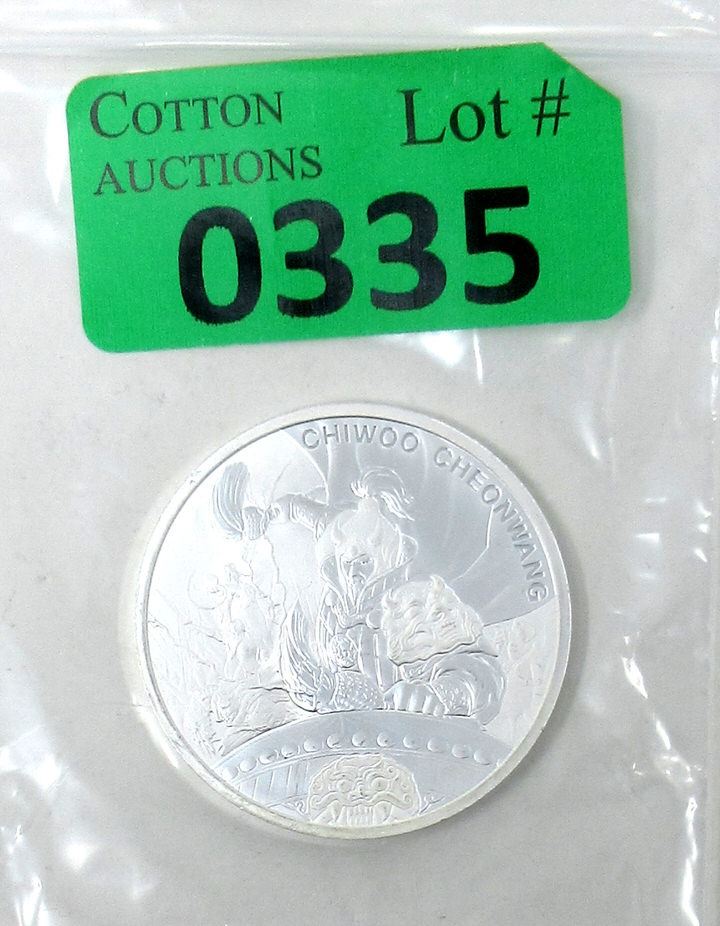 COTTON
AUCTIONS
Lot #
0335
CHIWOO CHEONWANG